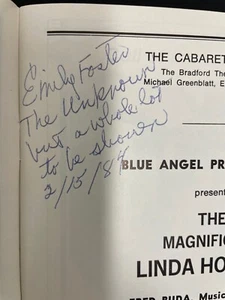 Emily Foster
The Unknown
but a whole lot
to be shown
2/15/84
THE CABARET
The Bradford The
Michael Greenblatt, E
BLUE ANGEL PR
present
THE
MAGNIFIC
LINDA HO
FRED BUDA, Music